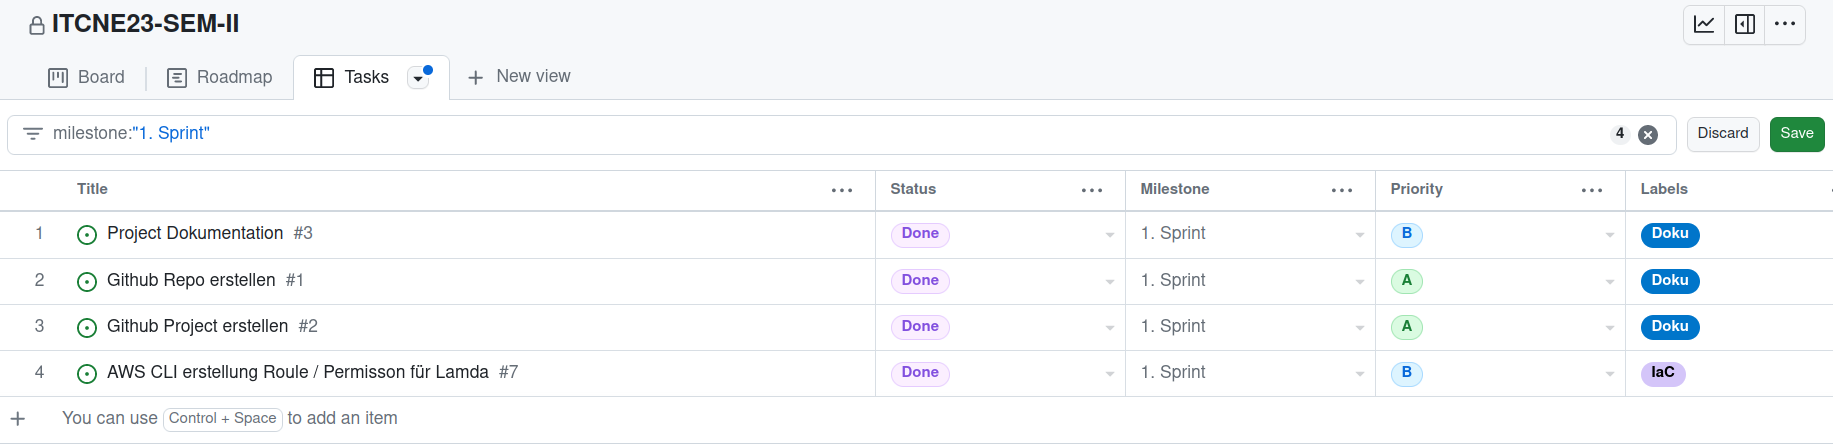 ITCNE23-SEM-II
Board Roadmap Tasks New view
milestone:"1. Sprint" 4 Discard Save
Title Status Milestone Priority Labels
1 Project Dokumentation #3 Done 1. Sprint B Doku
2 Github Repo erstellen #1 Done 1. Sprint A Doku
3 Github Project erstellen #2 Done 1. Sprint A Doku
4 AWS CLI erstellung Roule / Permisson für Lamda #7 Done 1. Sprint B IaC
You can use Control + Space to add an item